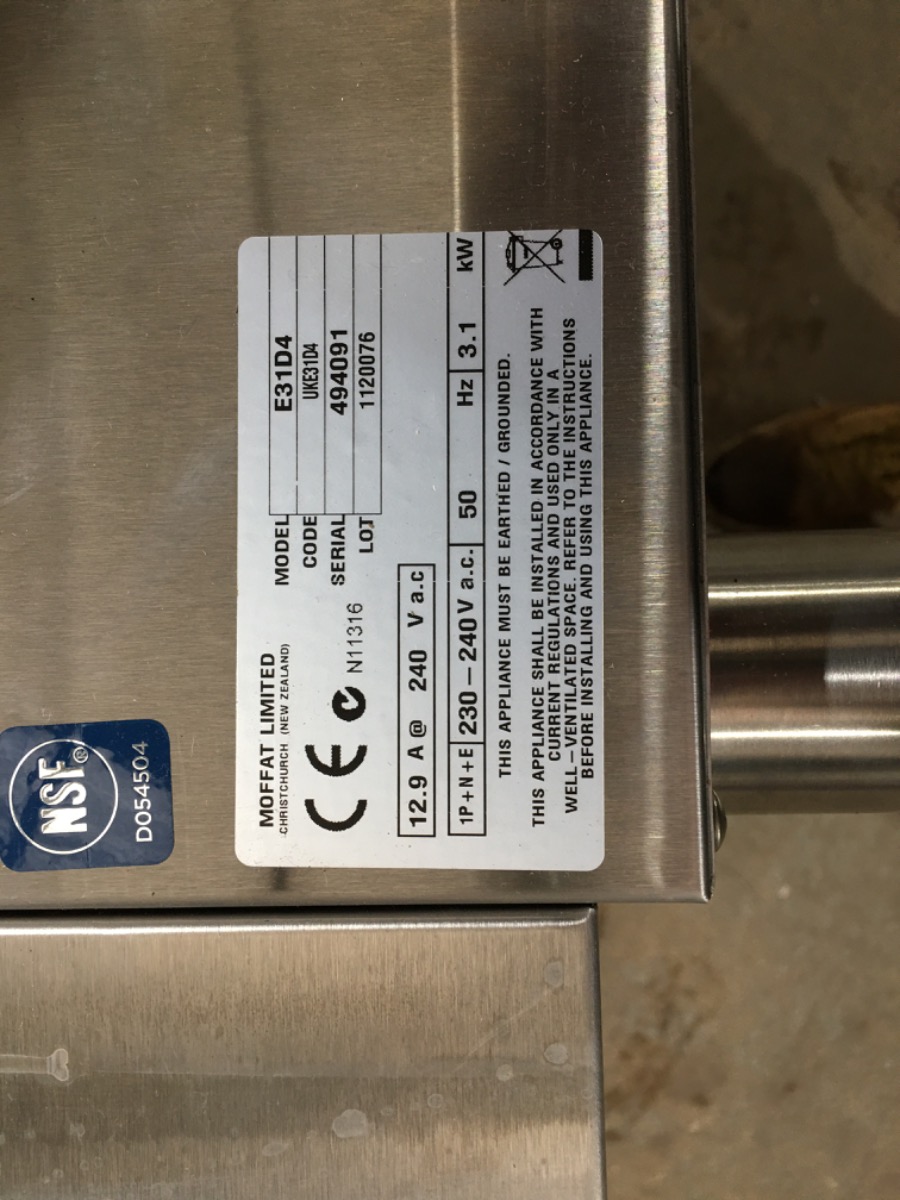 MOFFAT LIMITED
CHRISTCHURCH (NEW ZEALAND)
MODEL E31D4
CODE UKE31D4
SERIAL 494091
LOT 1120076
CE N11316
12.9 A @ 240 V a.c
1P+N+E 230-240V a.c. 50 Hz 3.1 kW
THIS APPLIANCE MUST BE EARTHED / GROUNDED.
THIS APPLIANCE SHALL BE INSTALLED IN ACCORDANCE WITH
CURRENT REGULATIONS AND USED ONLY IN A
WELL-VENTILATED SPACE. REFER TO THE INSTRUCTIONS
BEFORE INSTALLING AND USING THIS APPLIANCE.
NSF®
D054504